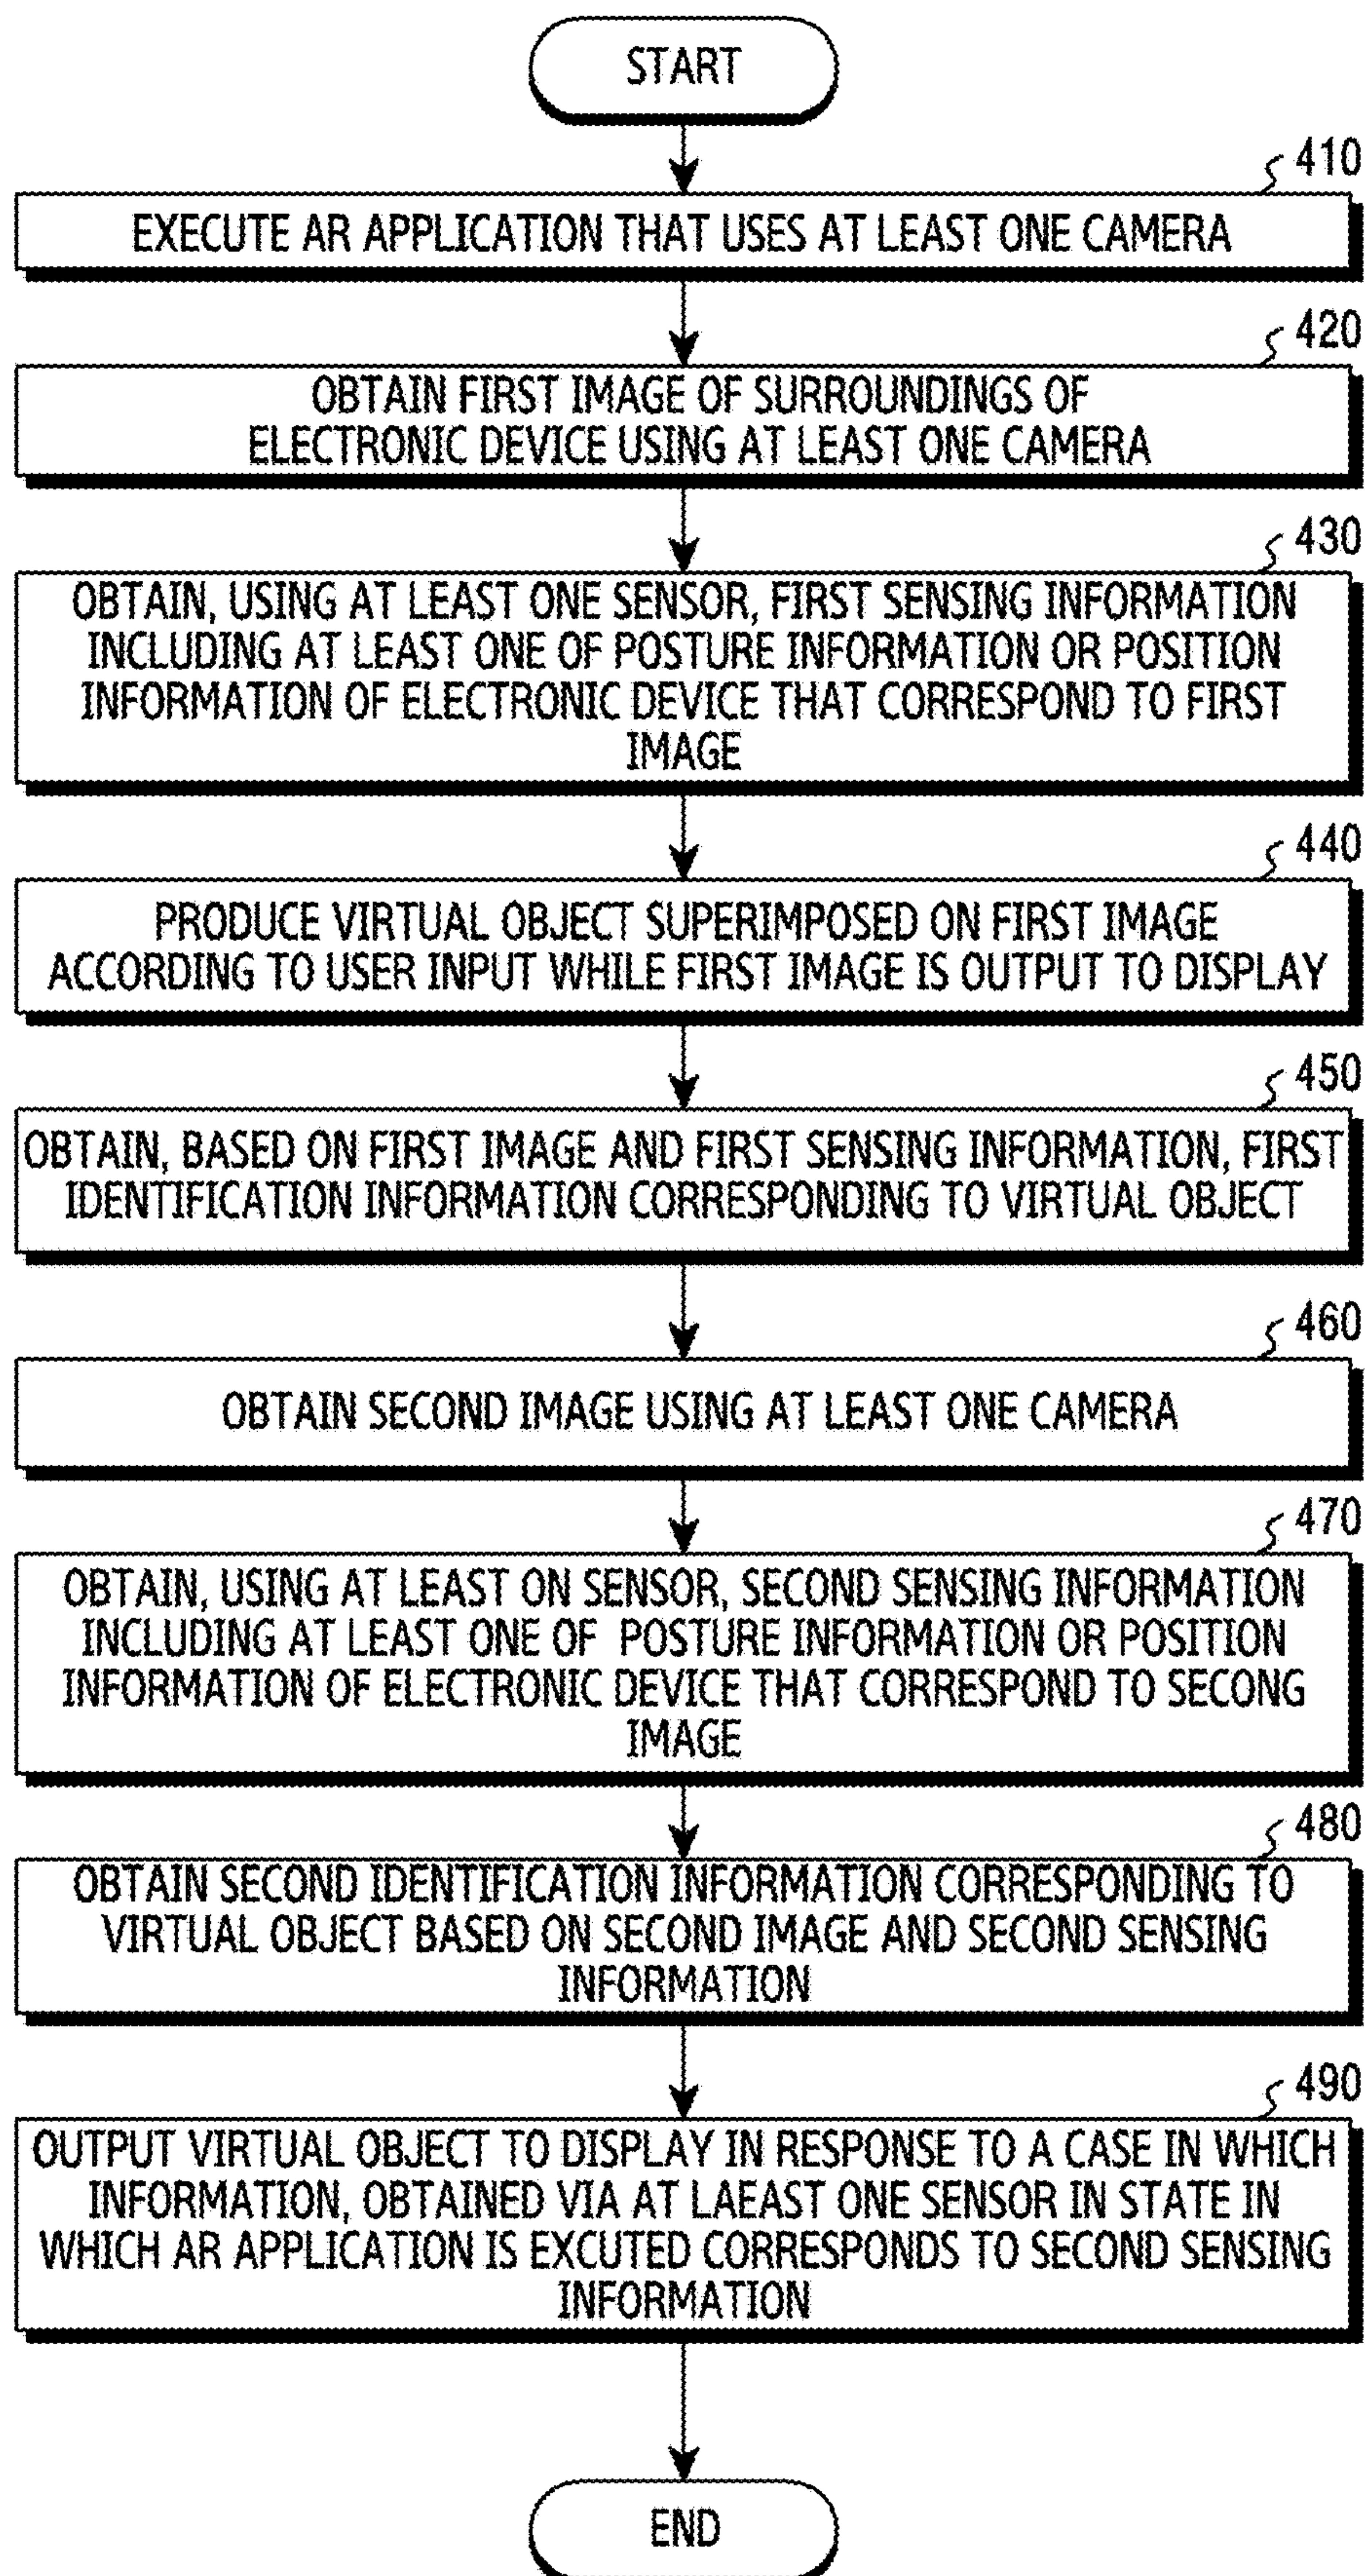 START
410
EXECUTE AR APPLICATION THAT USES AT LEAST ONE CAMERA
420
OBTAIN FIRST IMAGE OF SURROUNDINGS OF
ELECTRONIC DEVICE USING AT LEAST ONE CAMERA
430
OBTAIN, USING AT LEAST ONE SENSOR, FIRST SENSING INFORMATION
INCLUDING AT LEAST ONE OF POSTURE INFORMATION OR POSITION
INFORMATION OF ELECTRONIC DEVICE THAT CORRESPOND TO FIRST
IMAGE
440
PRODUCE VIRTUAL OBJECT SUPERIMPOSED ON FIRST IMAGE
ACCORDING TO USER INPUT WHILE FIRST IMAGE IS OUTPUT TO DISPLAY
450
OBTAIN, BASED ON FIRST IMAGE AND FIRST SENSING INFORMATION, FIRST
IDENTIFICATION INFORMATION CORRESPONDING TO VIRTUAL OBJECT
460
OBTAIN SECOND IMAGE USING AT LEAST ONE CAMERA
470
OBTAIN, USING AT LEAST ON SENSOR, SECOND SENSING INFORMATION
INCLUDING AT LEAST ONE OF POSTURE INFORMATION OR POSITION
INFORMATION OF ELECTRONIC DEVICE THAT CORRESPOND TO SECONG
IMAGE
480
OBTAIN SECOND IDENTIFICATION INFORMATION CORRESPONDING TO
VIRTUAL OBJECT BASED ON SECOND IMAGE AND SECOND SENSING
INFORMATION
490
OUTPUT VIRTUAL OBJECT TO DISPLAY IN RESPONSE TO A CASE IN WHICH
INFORMATION, OBTAINED VIA AT LAEAST ONE SENSOR IN STATE IN
WHICH AR APPLICATION IS EXCUTED CORRESPONDS TO SECOND SENSING
INFORMATION
END